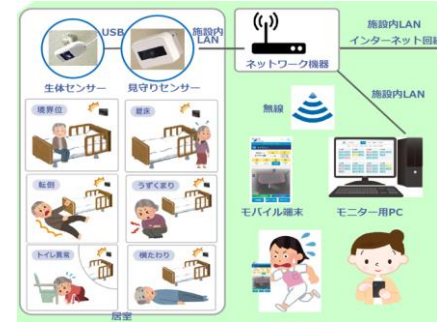 USB
施設内
LAN
生体センサー
見守りセンサー
ネットワーク機器
施設内LAN
インターネット回線
施設内LAN
無線
モバイル端末
モニター用PC
境界位
離床
転倒
うずくまり
トイレ異常
横たわり
居室